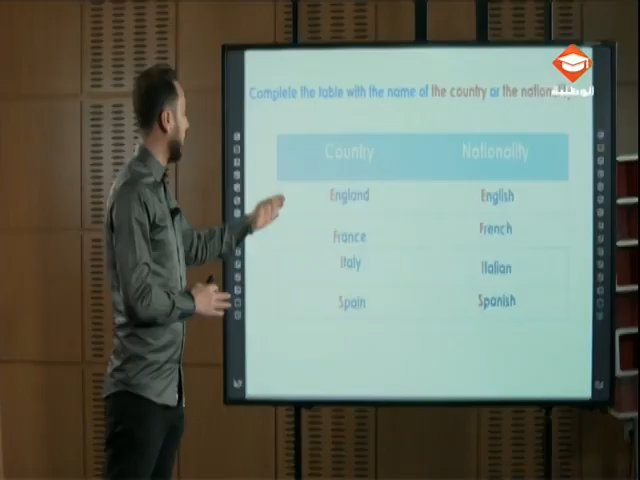 Complete the table with the name of the country or the nationality
Country Nationality
England English
France French
Italy Italian
Spain Spanish